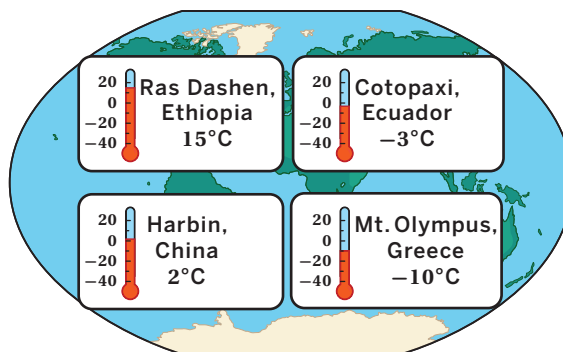 20
0
−20
−40
Ras Dashen,
Ethiopia
15°C
20
0
−20
−40
Cotopaxi,
Ecuador
−3°C
20
0
−20
−40
Harbin,
China
2°C
20
0
−20
−40
Mt. Olympus,
Greece
−10°C